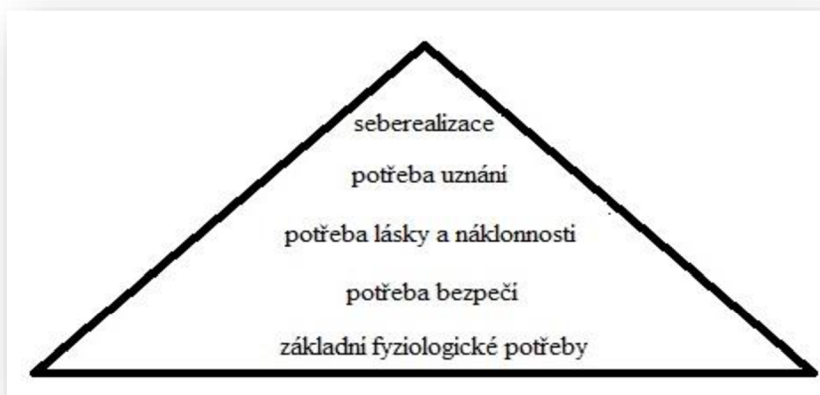 seberealizace
potřeba uznání
potřeba lásky a náklonnosti
potřeba bezpečí
základní fyziologické potřeby